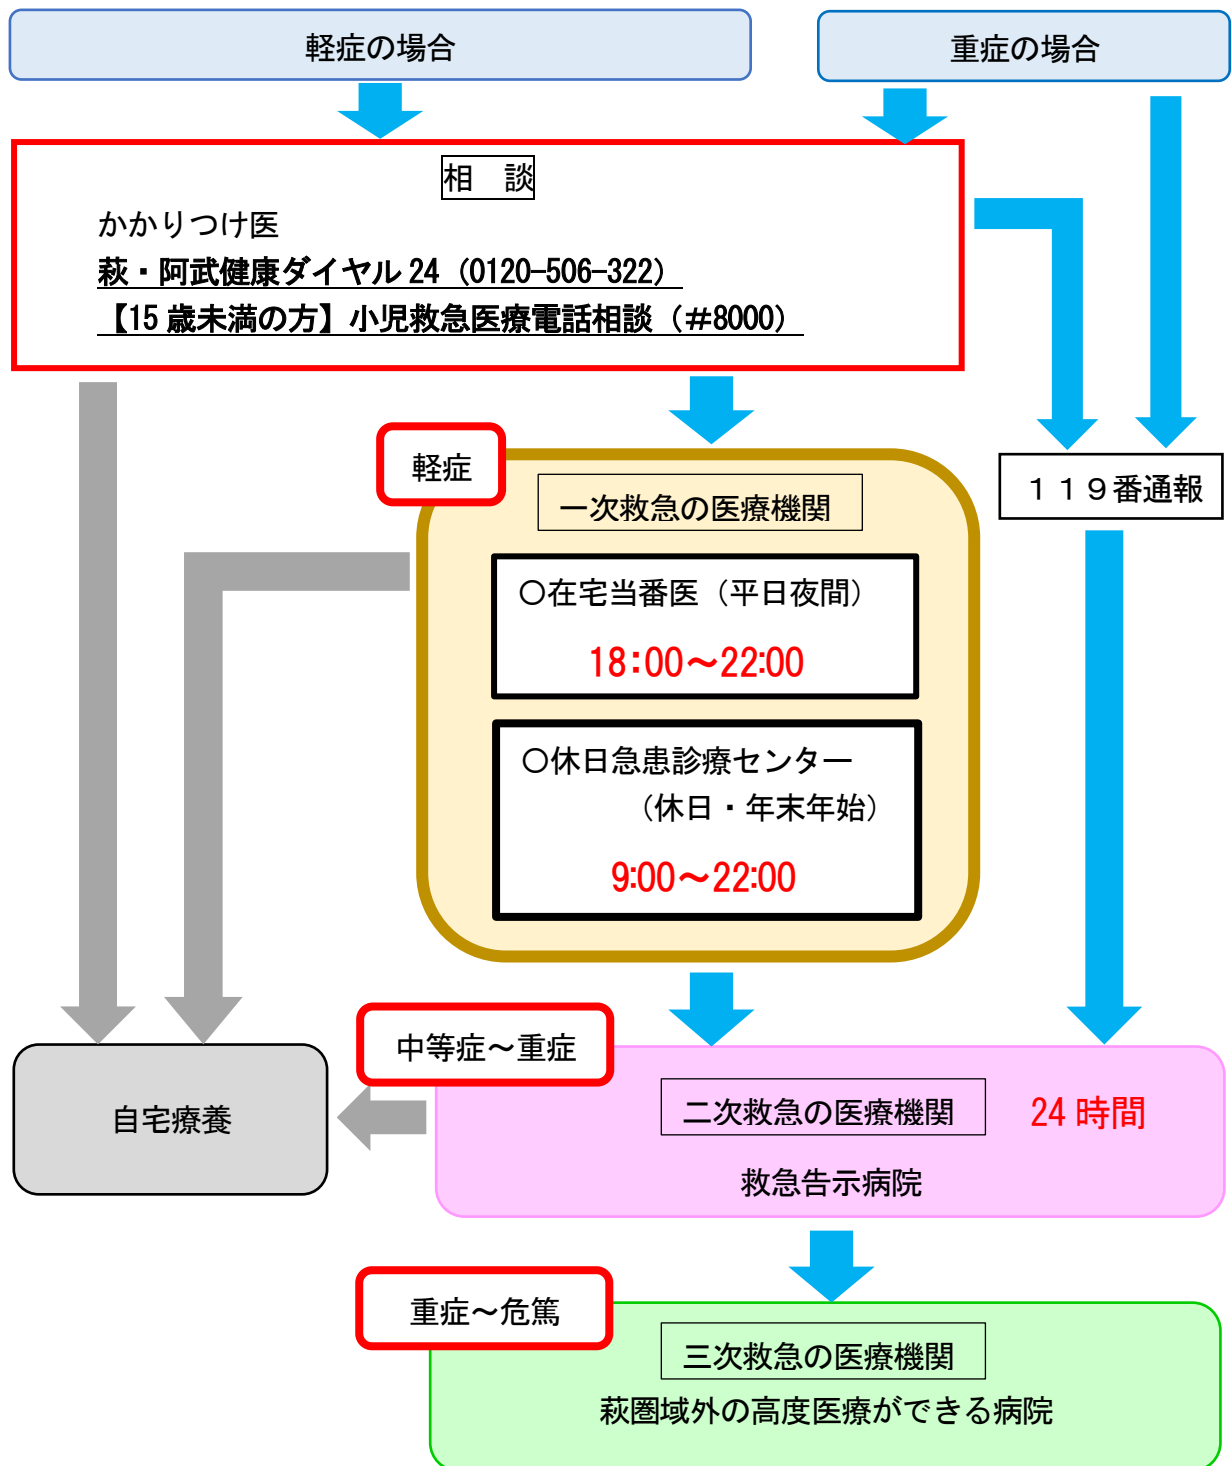 軽症の場合
重症の場合
相　談
かかりつけ医
萩・阿武健康ダイヤル24（0120-506-322）
【15歳未満の方】小児救急医療電話相談（＃8000）
軽症
一次救急の医療機関
１１９番通報
〇在宅当番医（平日夜間）
18：00～22:00
〇休日急患診療センター
（休日・年末年始）
9:00～22:00
中等症～重症
二次救急の医療機関
24時間
自宅療養
救急告示病院
重症～危篤
三次救急の医療機関
萩圏域外の高度医療ができる病院